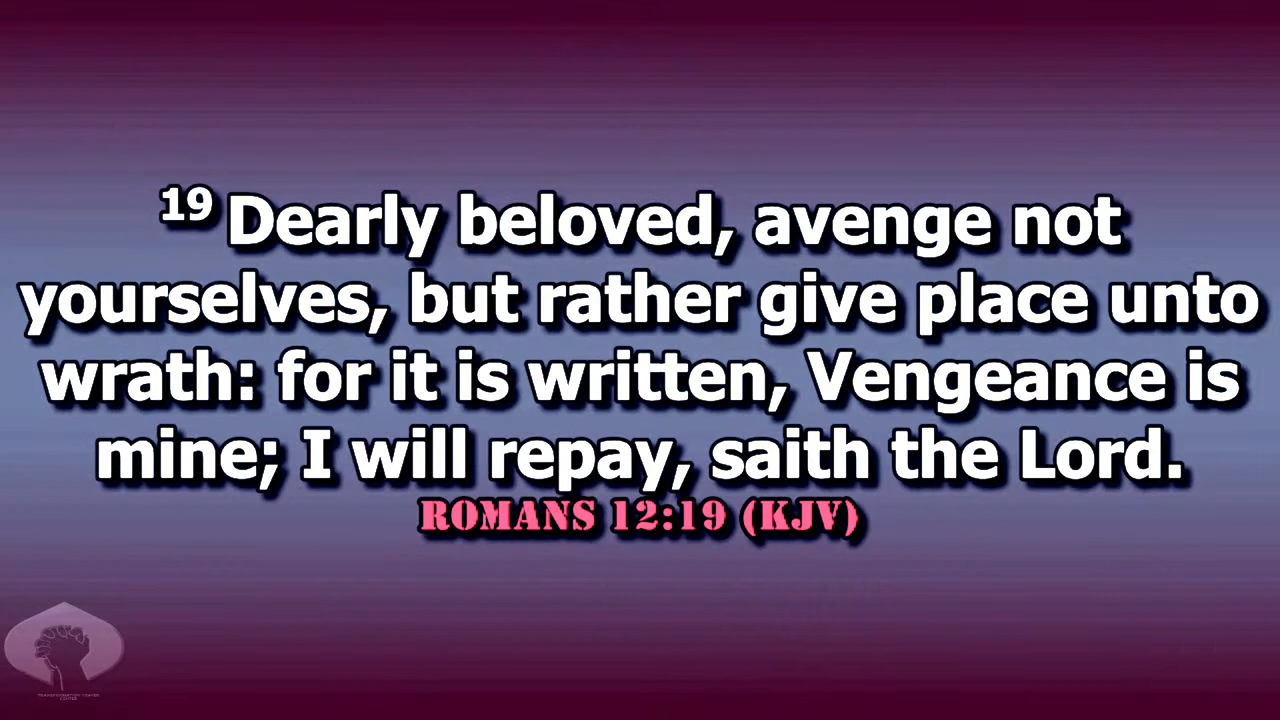 19 Dearly beloved, avenge not
yourselves, but rather give place unto
wrath: for it is written, Vengeance is
mine; I will repay, saith the Lord.
ROMANS 12:19 (KJV)